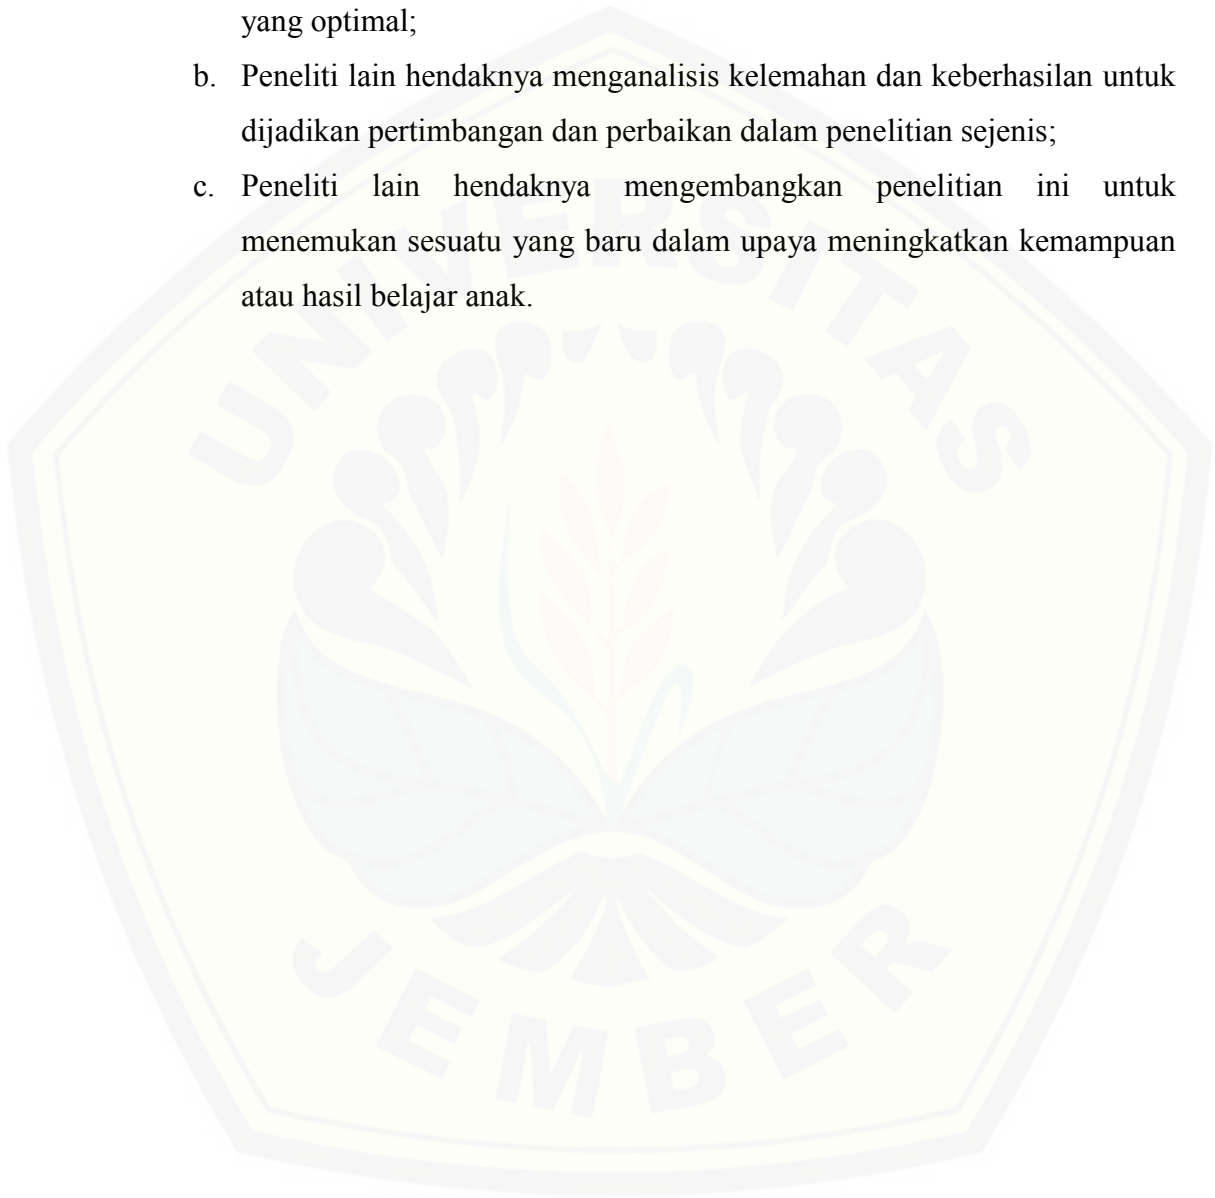 yang optimal;
b. Peneliti lain hendaknya menganalisis kelemahan dan keberhasilan untuk
dijadikan pertimbangan dan perbaikan dalam penelitian sejenis;
c. Peneliti lain hendaknya mengembangkan penelitian ini untuk
menemukan sesuatu yang baru dalam upaya meningkatkan kemampuan
atau hasil belajar anak.
UNIVERSITAS
JEMBER